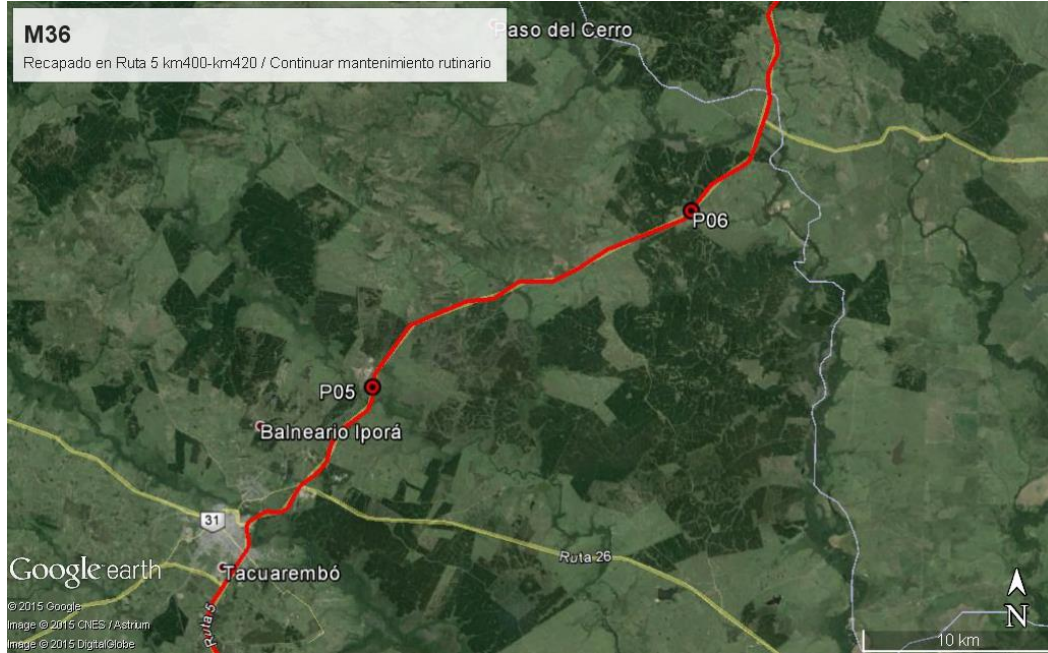 M36
Recapado en Ruta 5 km400-km420 / Continuar mantenimiento rutinario
Paso del Cerro
P06
P05
Balneario Iporá
31
Ruta 26
Tacuarembó
Ruta 5
Google earth
© 2015 Google
Image © 2015 CNES / Astrium
Image © 2015 DigitalGlobe
N
10 km